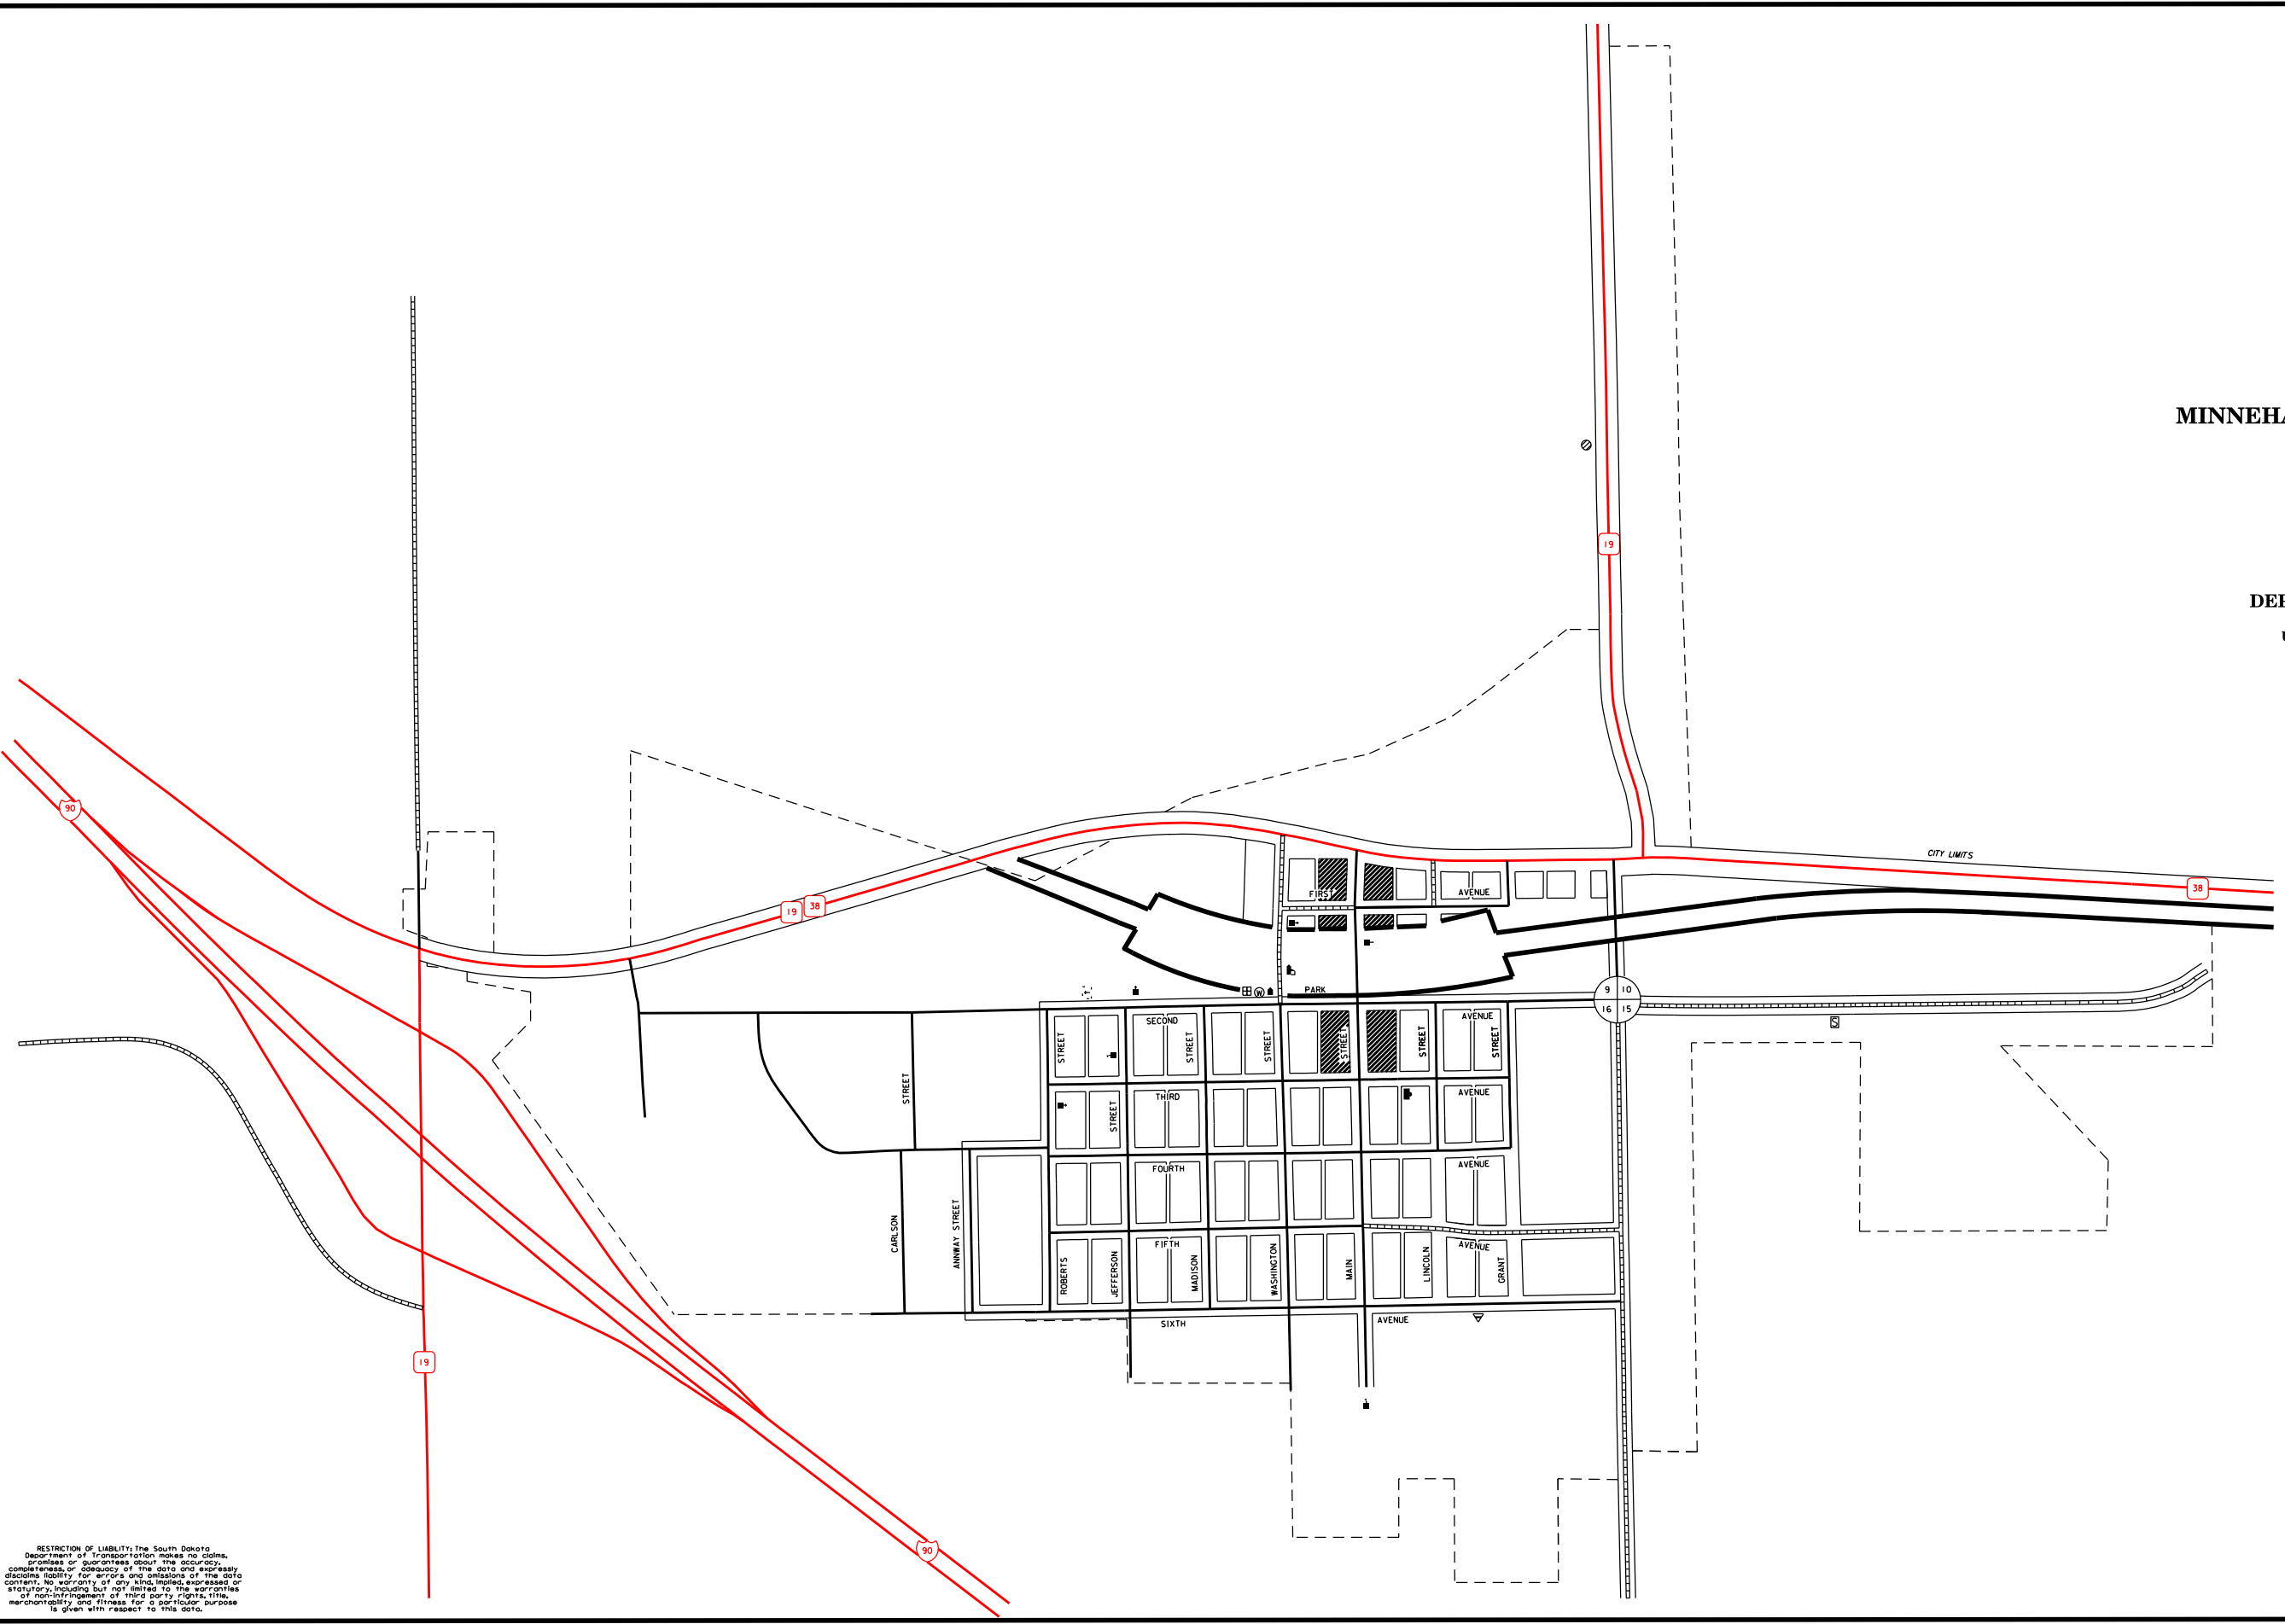 MINNEHA
19
DEP
90
CITY LIMITS
38
19
38
FIRST
AVENUE
PARK
9
10
16
15
SECOND
AVENUE
STREET
STREET
STREET
STREET
STREET
STREET
STREET
THIRD
AVENUE
STREET
FOURTH
AVENUE
CARLSON
ANNWAY STREET
FIFTH
AVENUE
ROBERTS
JEFFERSON
MADISON
WASHINGTON
MAIN
LINCOLN
GRANT
SIXTH
AVENUE
19
90
W
S
RESTRICTION OF LIABILITY: The South Dakota
Department of Transportation makes no claims,
promises or guarantees about the accuracy,
completeness, or adequacy of the data and expressly
disclaims liability for errors and omissions of the data
content. No warranty of any kind, implied, expressed or
statutory, including but not limited to the warranties
of non-infringement of third party rights, title,
merchantability and fitness for a particular purpose
is given with respect to this data.